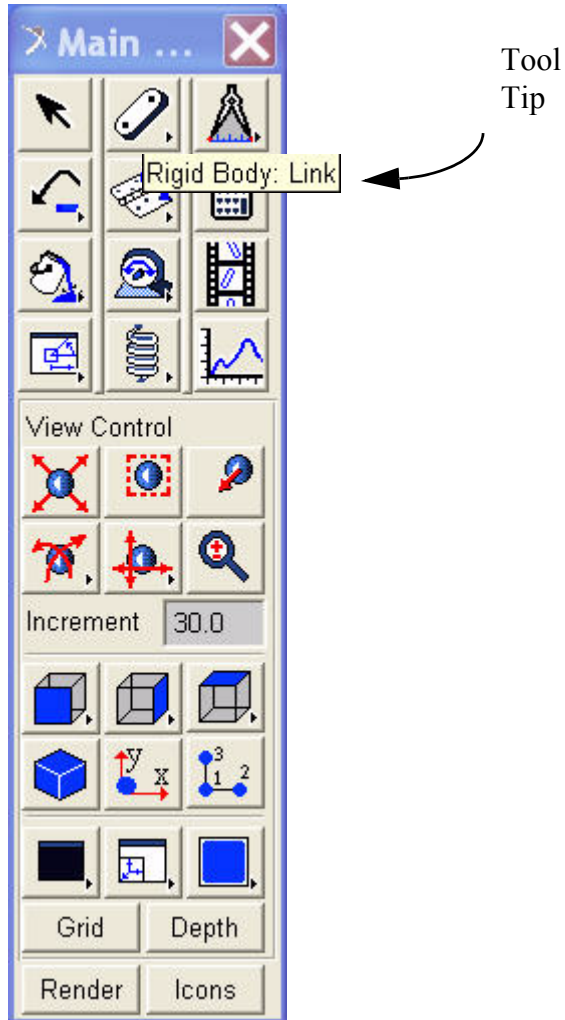 Main ...
Tool
Tip
Rigid Body: Link
View Control
Increment 30.0
y
x
3
1 2
Grid Depth
Render Icons